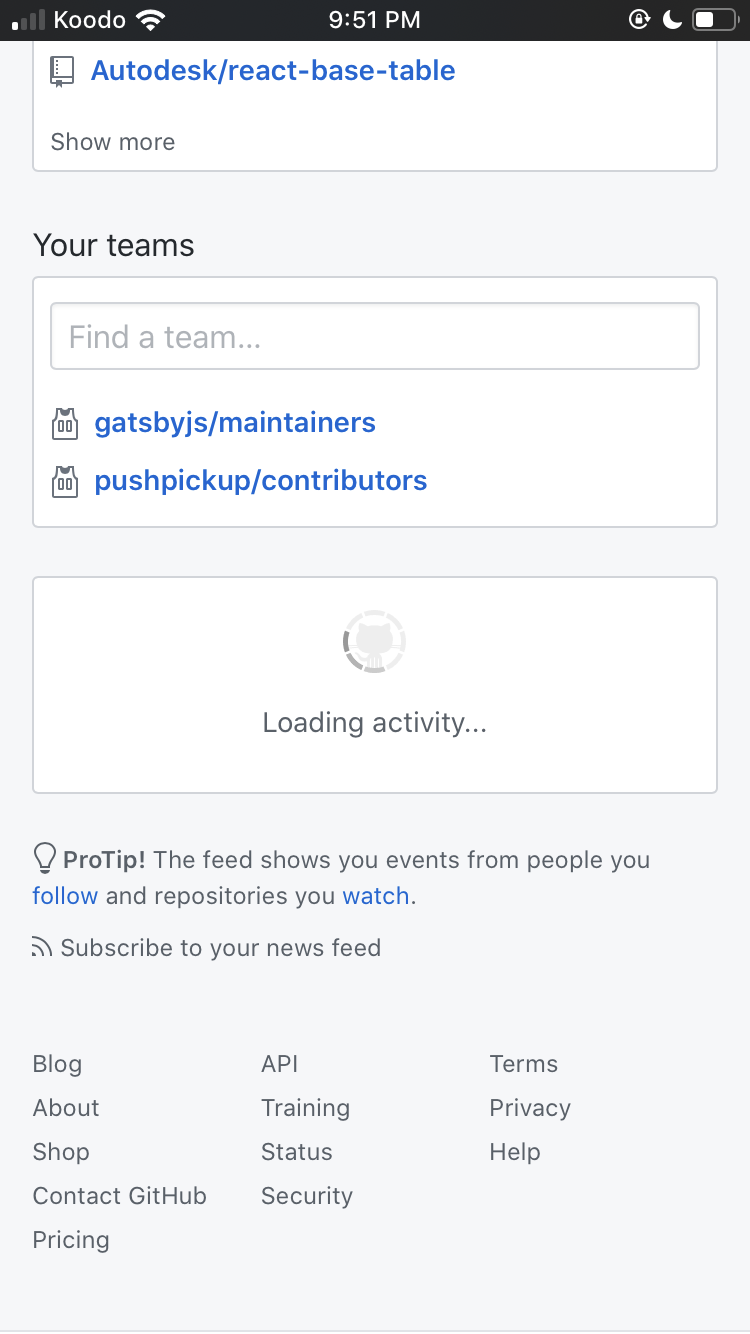 Koodo 9:51 PM
Autodesk/react-base-table
Show more
Your teams
Find a team...
gatsbyjs/maintainers
pushpickup/contributors
Loading activity...
ProTip! The feed shows you events from people you
follow and repositories you watch.
Subscribe to your news feed
Blog API Terms
About Training Privacy
Shop Status Help
Contact GitHub Security
Pricing